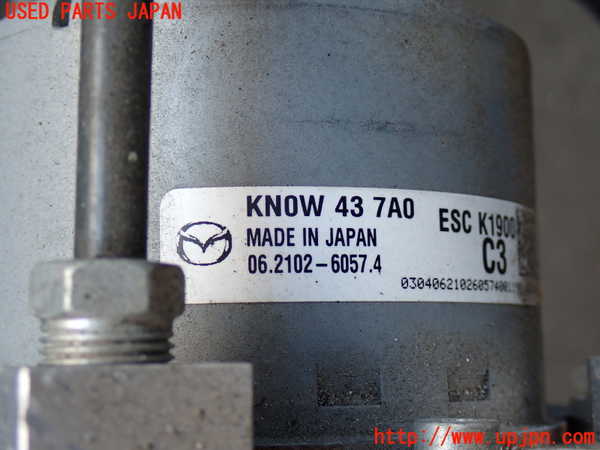 USED PARTS JAPAN
KN0W 43 7A0
MADE IN JAPAN
06.2102-6057.4
ESC K1900
C3
http://www.upjpn.com/